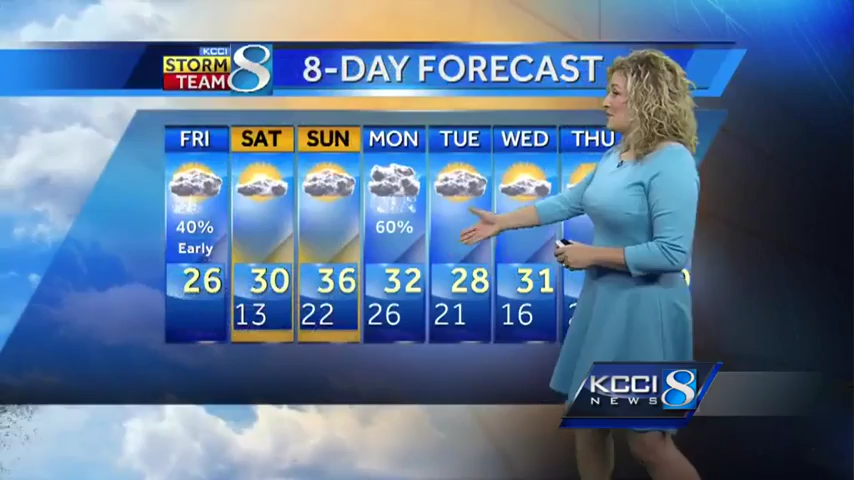 KCCI
STORM
TEAM 8
8-DAY FORECAST
FRI SAT SUN MON TUE WED THU
40% 60%
Early
26 30 36 32 28 31
13 22 26 21 16
KCCI 8
NEWS